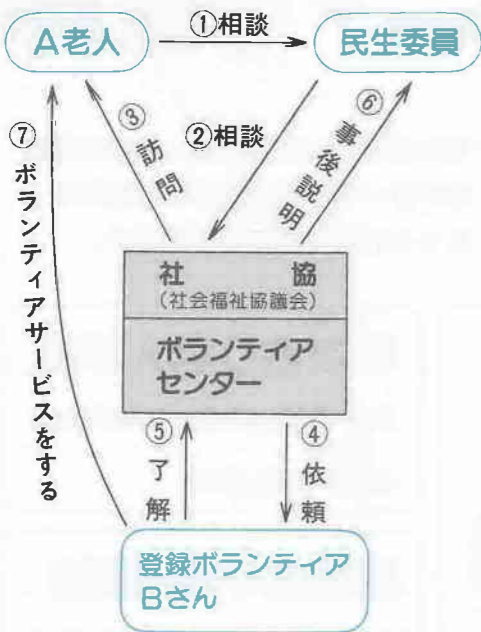 A老人
①相談
民生委員
②相談
③訪問
⑥事後説明
⑦ボランティアサービスをする
社　協
（社会福祉協議会）
ボランティア
センター
⑤了解
④依頼
登録ボランティア
Bさん